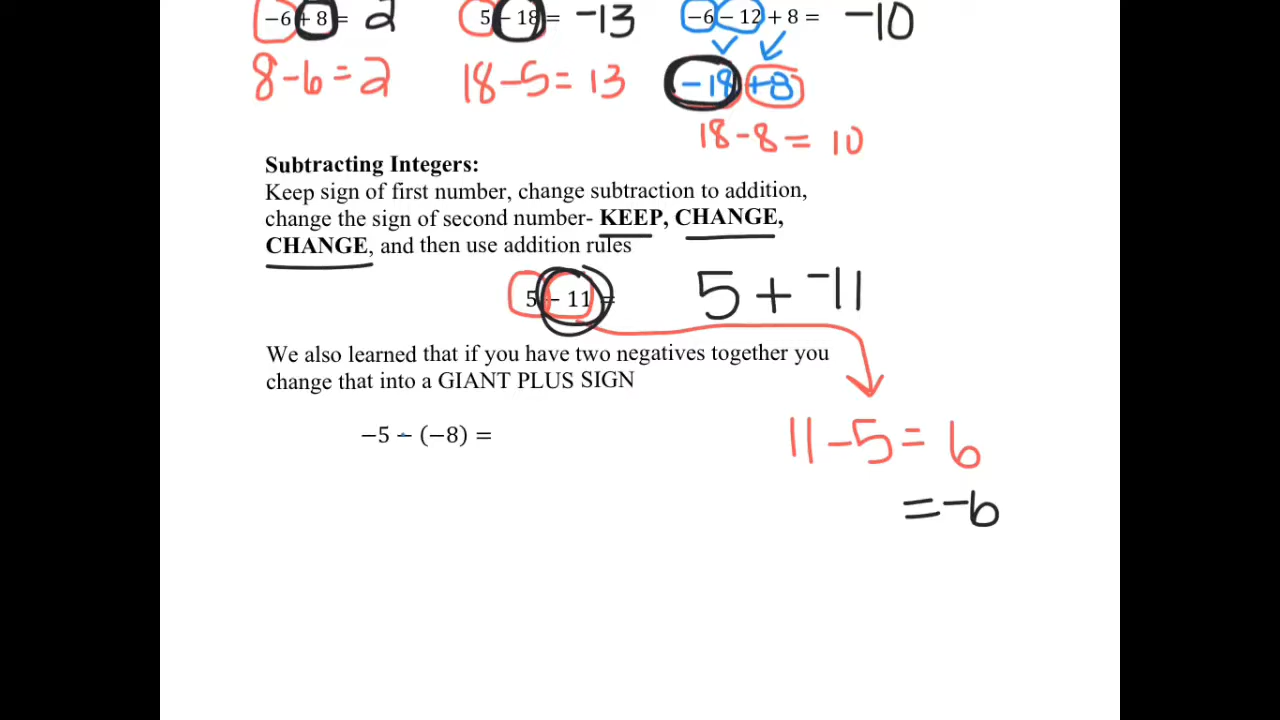 −6 + 8 = 2 5 − 18 = −13 −6 − 12 + 8 = −10
8 − 6 = 2 18 − 5 = 13 −18 +8
18 − 8 = 10
Subtracting Integers:
Keep sign of first number, change subtraction to addition,
change the sign of second number- KEEP, CHANGE,
CHANGE, and then use addition rules
5 − 11 = 5 + −11
We also learned that if you have two negatives together you
change that into a GIANT PLUS SIGN
−5 − (−8) = 11 − 5 = 6
= −6